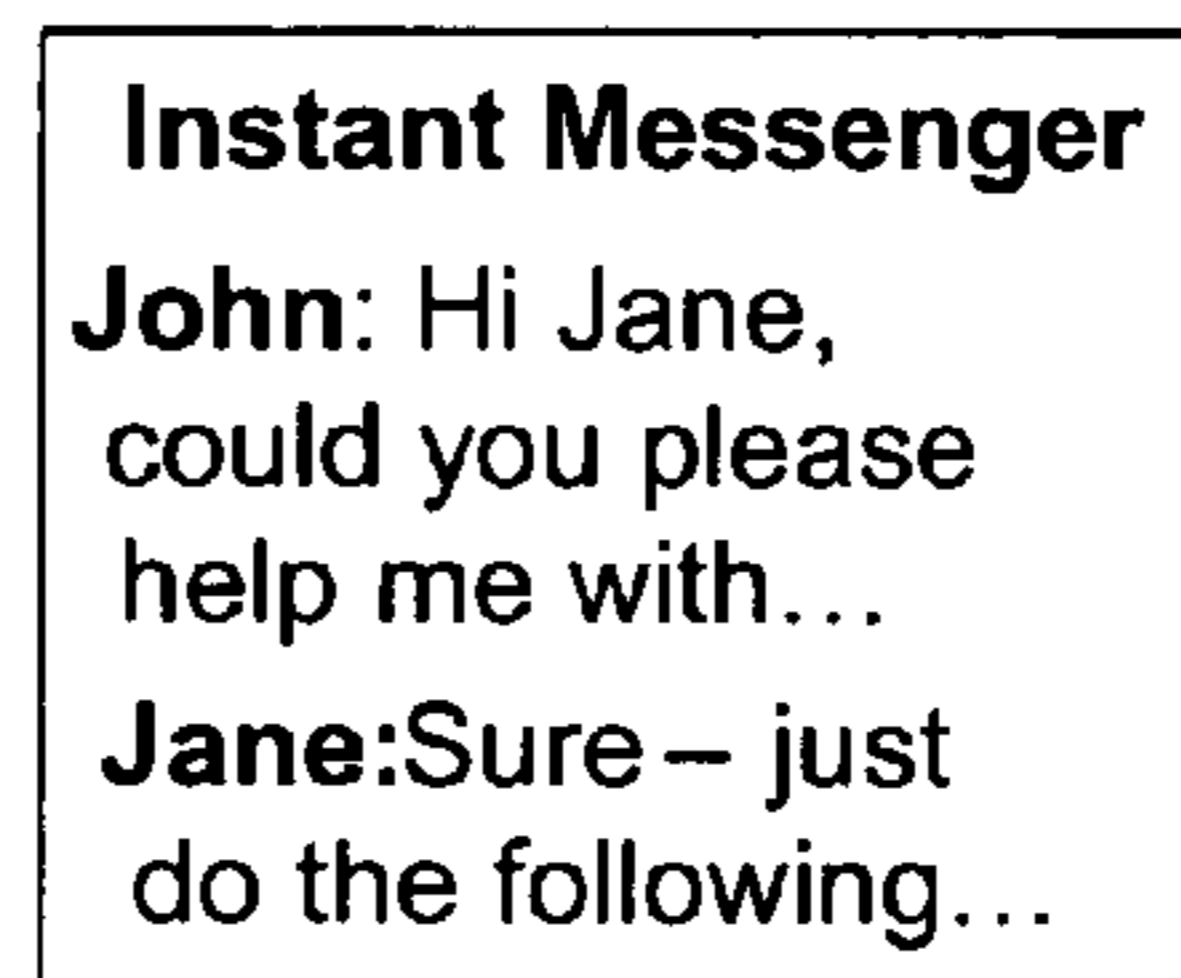 Instant Messenger
John: Hi Jane,
could you please
help me with...
Jane:Sure – just
do the following...